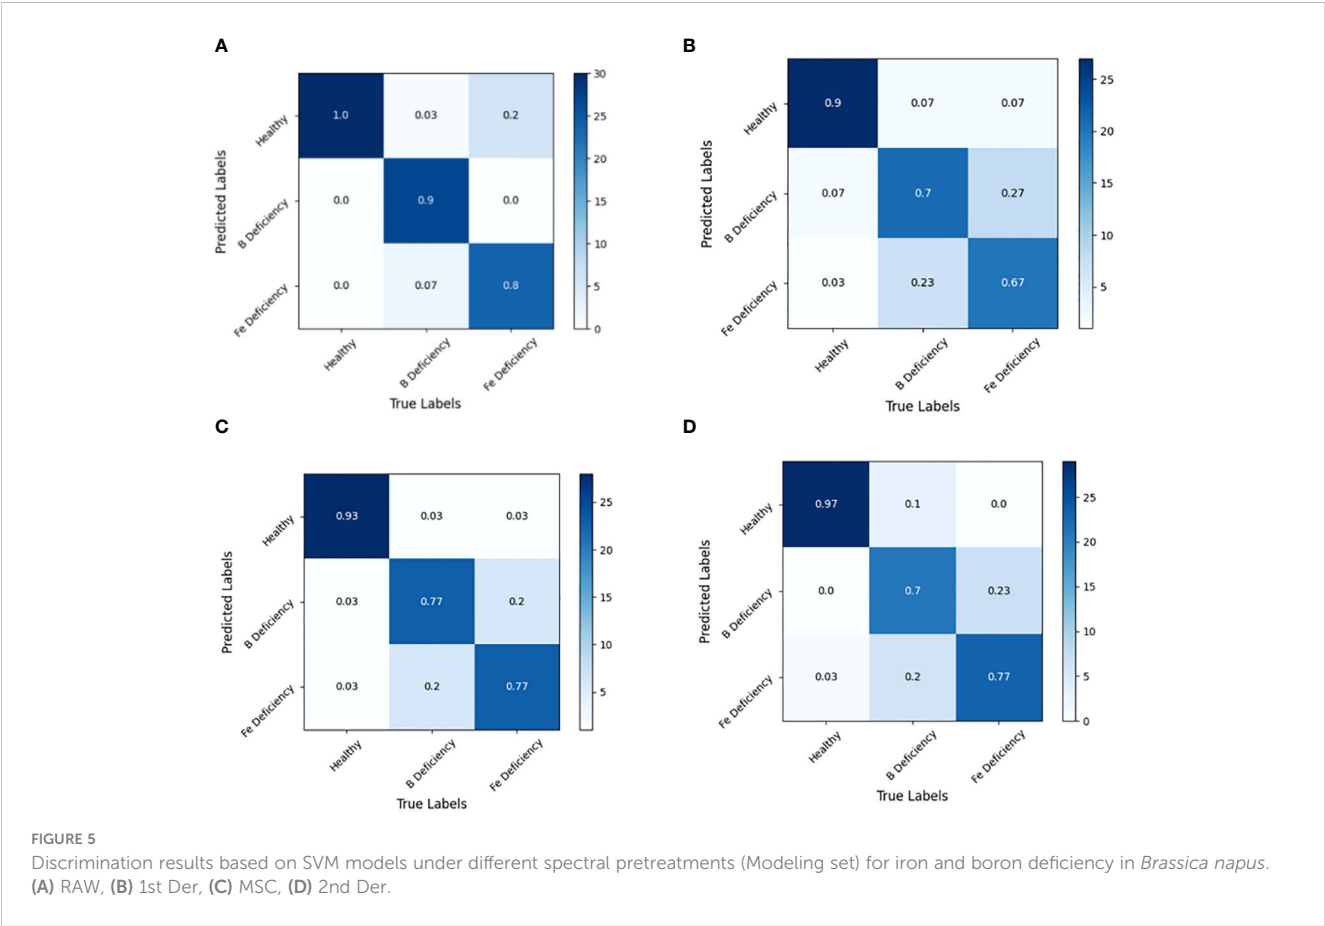 A
Predicted Labels
Healthy
B Deficiency
Fe Deficiency
1.0 0.03 0.2
0.0 0.9 0.0
0.0 0.07 0.8
Healthy
B Deficiency
Fe Deficiency
True Labels
30
25
20
15
10
5
0
B
Predicted Labels
Healthy
B Deficiency
Fe Deficiency
0.9 0.07 0.07
0.07 0.7 0.27
0.03 0.23 0.67
Healthy
B Deficiency
Fe Deficiency
True Labels
25
20
15
10
5
C
Predicted Labels
Healthy
B Deficiency
Fe Deficiency
0.93 0.03 0.03
0.03 0.77 0.2
0.03 0.2 0.77
Healthy
B Deficiency
Fe Deficiency
True Labels
25
20
15
10
5
D
Predicted Labels
Healthy
B Deficiency
Fe Deficiency
0.97 0.1 0.0
0.0 0.7 0.23
0.03 0.2 0.77
Healthy
B Deficiency
Fe Deficiency
True Labels
25
20
15
10
5
0
FIGURE 5
Discrimination results based on SVM models under different spectral pretreatments (Modeling set) for iron and boron deficiency in Brassica napus.
(A) RAW, (B) 1st Der, (C) MSC, (D) 2nd Der.